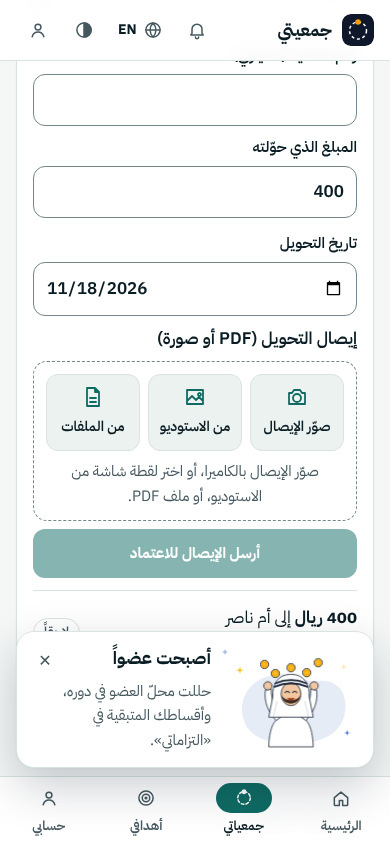 جمعيتي
EN
المبلغ الذي حوّلته
400
تاريخ التحويل
11/18/2026
إيصال التحويل (PDF أو صورة)
صوّر الإيصال
من الاستوديو
من الملفات
صوّر الإيصال بالكاميرا، أو اختر لقطة شاشة من
الاستوديو، أو ملف PDF.
أرسل الإيصال للاعتماد
400 ريال إلى أم ناصر
أصبحت عضواً
حللت محلّ العضو في دوره،
وأقساطك المتبقية في
«التزاماتي».
الرئيسية
جمعياتي
أهدافي
حسابي